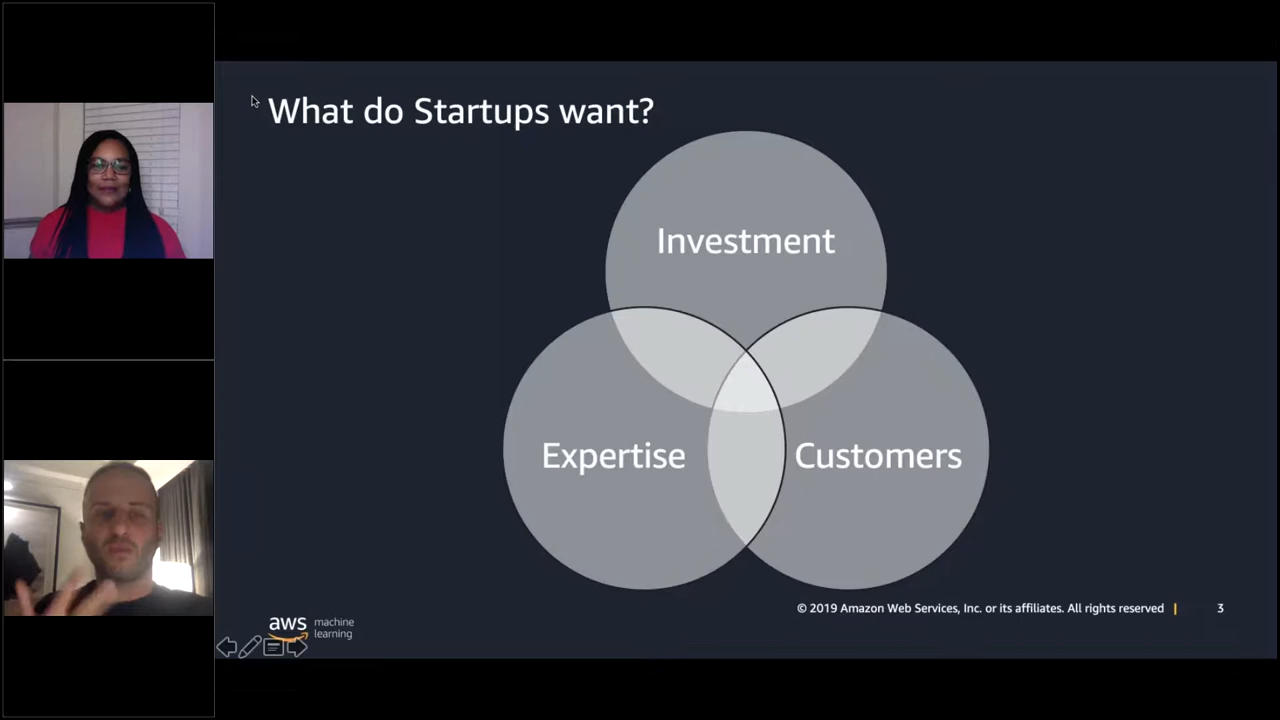 What do Startups want?
Investment
Expertise
Customers
© 2019 Amazon Web Services, Inc. or its affiliates. All rights reserved |
3
aws machine
learning